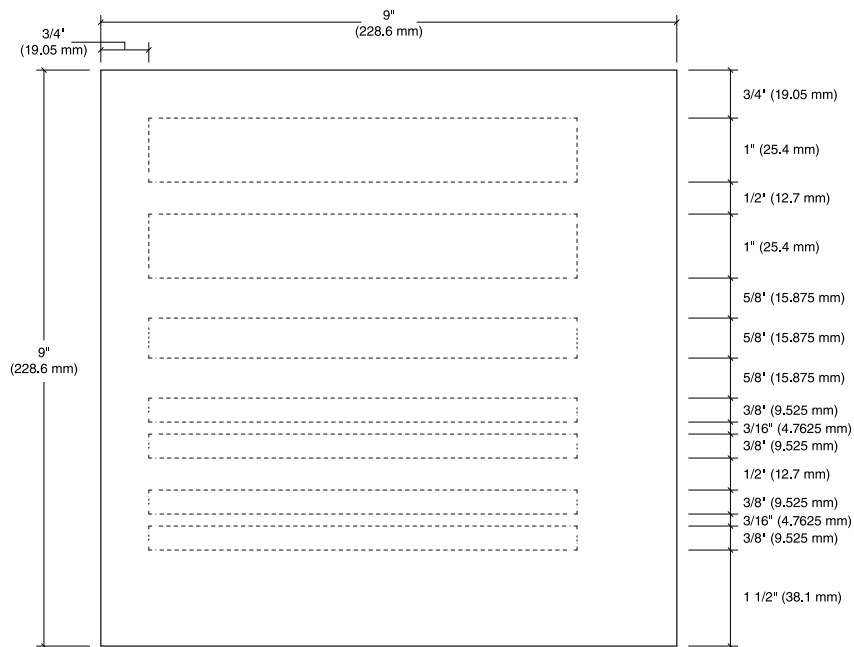 9"
(228.6 mm)
3/4"
(19.05 mm)
3/4" (19.05 mm)
1" (25.4 mm)
1/2" (12.7 mm)
1" (25.4 mm)
5/8" (15.875 mm)
5/8" (15.875 mm)
9"
(228.6 mm)
5/8" (15.875 mm)
3/8" (9.525 mm)
3/16" (4.7625 mm)
3/8" (9.525 mm)
1/2" (12.7 mm)
3/8" (9.525 mm)
3/16" (4.7625 mm)
3/8" (9.525 mm)
1 1/2" (38.1 mm)